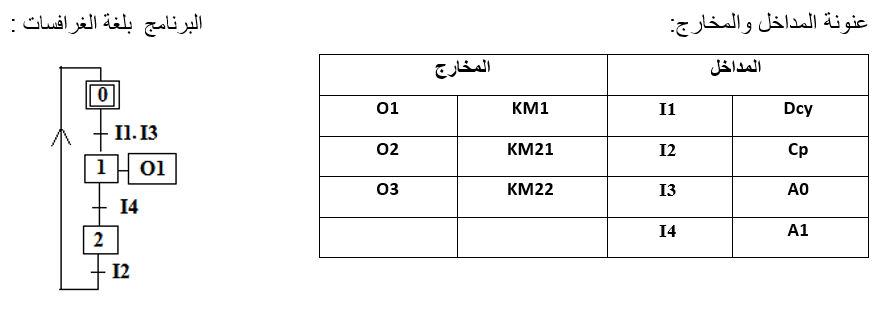 عنونة المداخل والمخارج:
المداخل المخارج
Dcy I1 KM1 O1
Cp I2 KM21 O2
A0 I3 KM22 O3
A1 I4
البرنامج بلغة الغرافسات :
0
I1. I3
1 O1
I4
2
I2